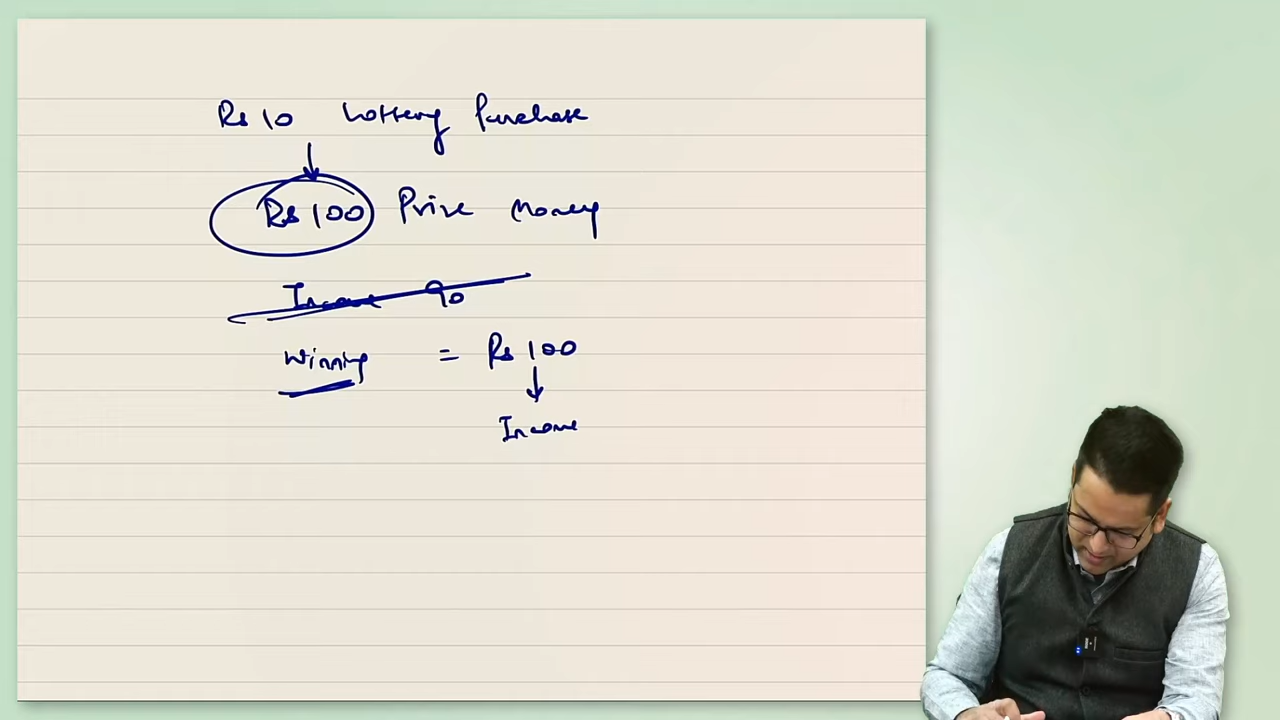 Rs 10 Lottery Purchase
Rs 100 Prize Money
Income 90
Winning = Rs 100
Income